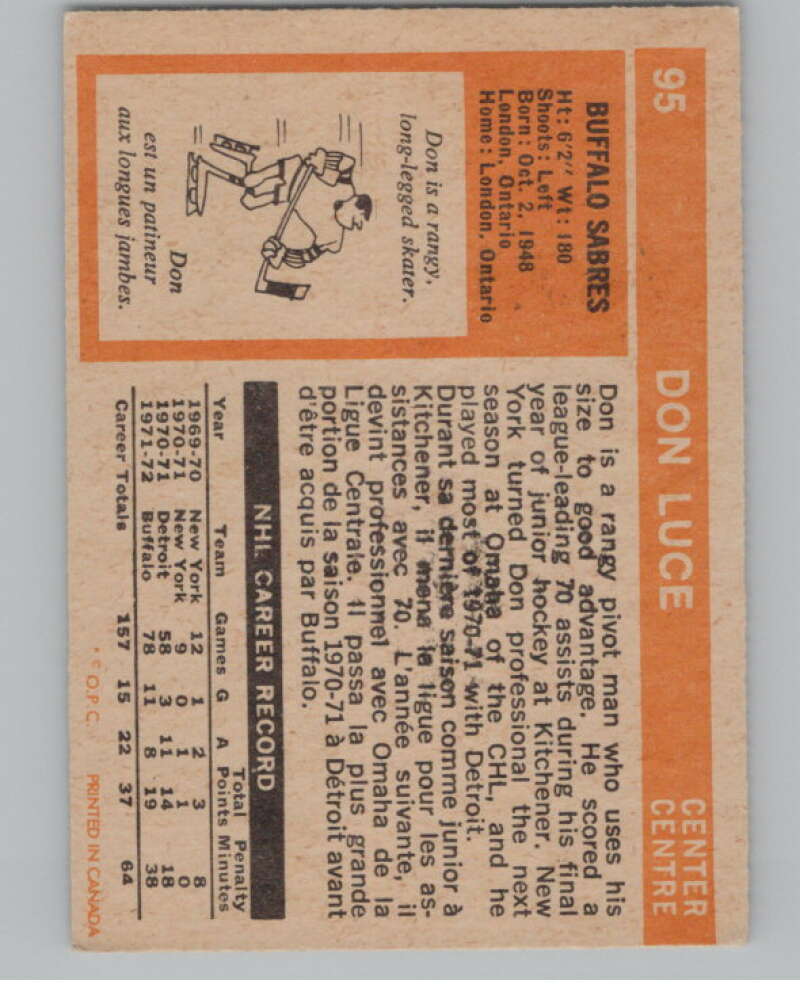 95 DON LUCE CENTER
CENTRE
BUFFALO SABRES
Ht: 6'2" Wt: 180
Shoots: Left
Born: Oct. 2, 1948
London, Ontario
Home: London, Ontario
Don is a rangy,
long-legged skater.
Don
est un patineur
aux longues jambes.
Don is a rangy pivot man who uses his
size to good advantage. He scored a
league-leading 70 assists during his final
year of junior hockey at Kitchener. New
York turned Don professional the next
season at Omaha of the CHL, and he
played most of 1970-71 with Detroit.
Durant sa dernière saison comme junior à
Kitchener, il mena la ligue pour les as-
sistances avec 70. L'année suivante, il
devint professionnel avec Omaha de la
Ligue Centrale. Il passa la plus grande
portion de la saison 1970-71 à Détroit avant
d'être acquis par Buffalo.
NHL CAREER RECORD
Total Penalty
Year Team Games G A Points Minutes
1969-70 New York 12 1 2 3 8
1970-71 New York 9 0 1 1 0
1970-71 Detroit 58 3 11 14 18
1971-72 Buffalo 78 11 8 19 38
Career Totals 157 15 22 37 64
* © O.P.C. PRINTED IN CANADA